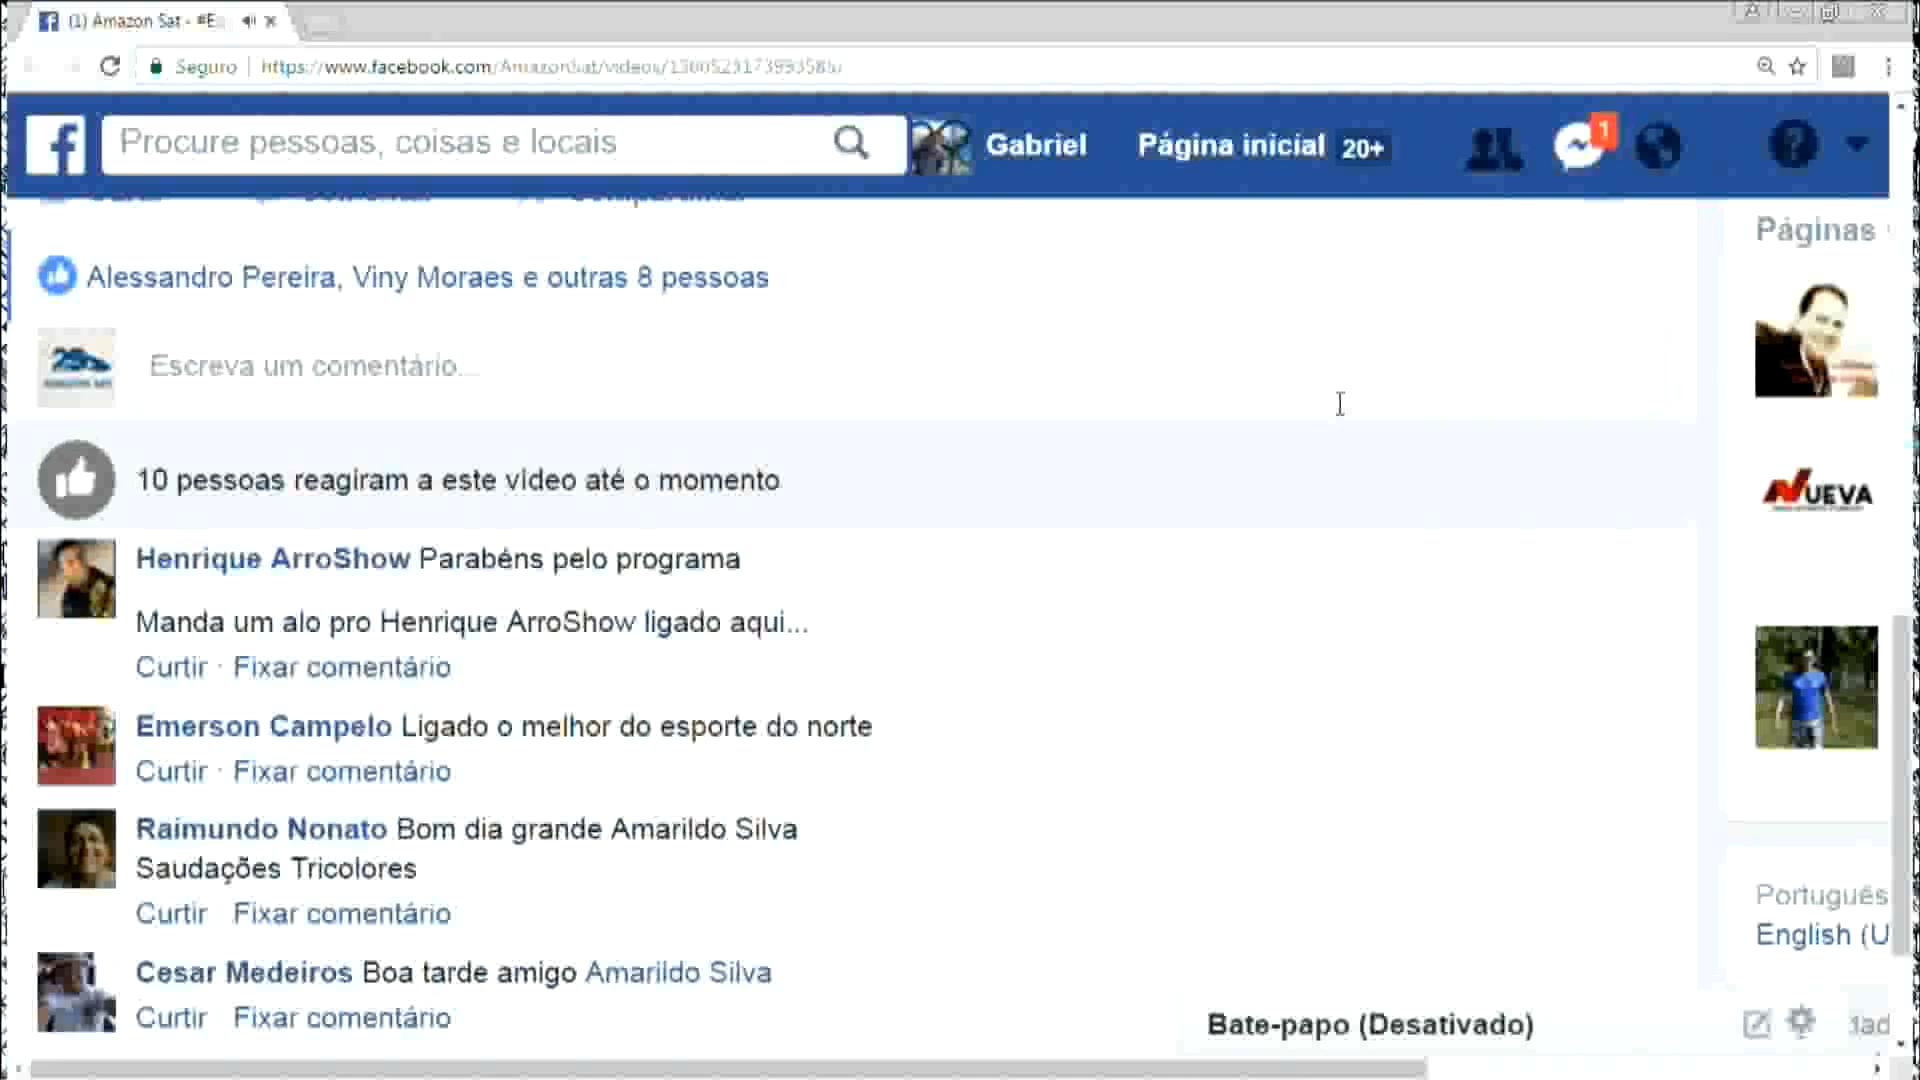 (1) Amazon Sat - #E
Seguro | https://www.facebook.com/AmazonSat/videos/
Procure pessoas, coisas e locais
Gabriel
Página inicial 20+
1
Páginas
Alessandro Pereira, Viny Moraes e outras 8 pessoas
Escreva um comentário...
10 pessoas reagiram a este vídeo até o momento
NUEVA
Henrique ArroShow Parabéns pelo programa
Manda um alo pro Henrique ArroShow ligado aqui...
Curtir · Fixar comentário
Emerson Campelo Ligado o melhor do esporte do norte
Curtir · Fixar comentário
Raimundo Nonato Bom dia grande Amarildo Silva
Saudações Tricolores
Curtir Fixar comentário
Português
English (U
Cesar Medeiros Boa tarde amigo Amarildo Silva
Curtir Fixar comentário
Bate-papo (Desativado)